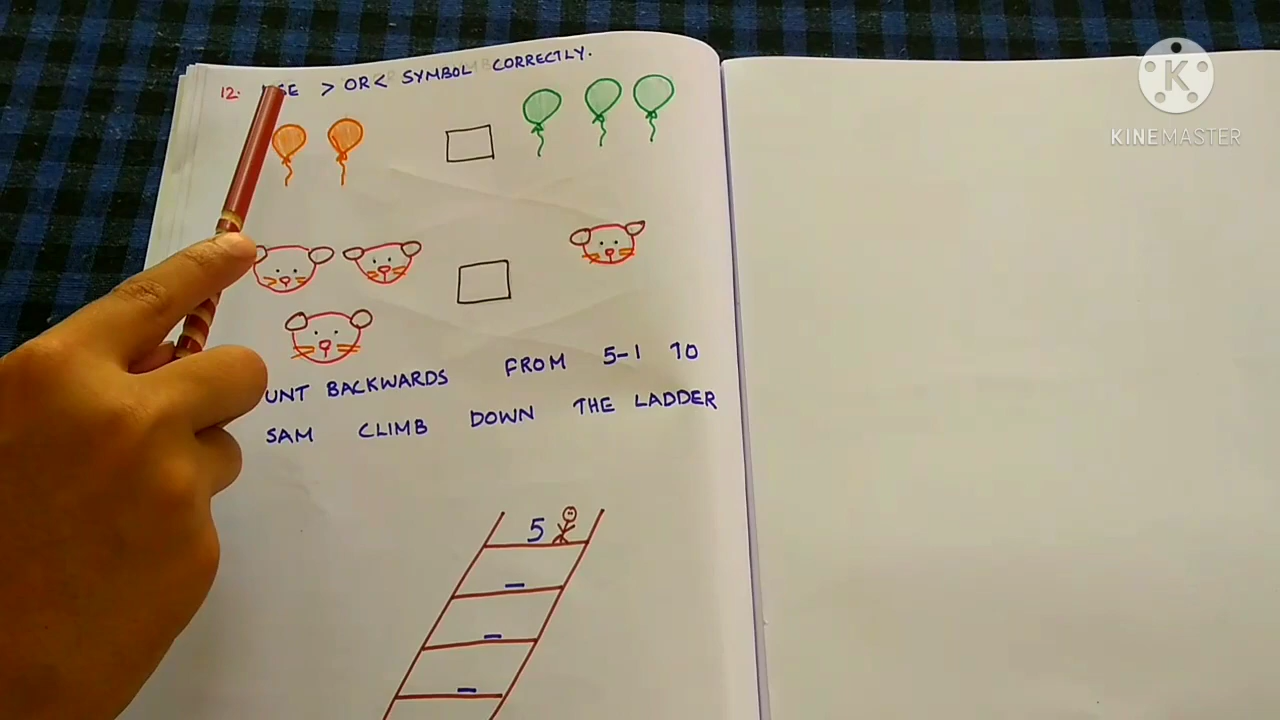 12. USE > OR < SYMBOL CORRECTLY.
UNT BACKWARDS FROM 5-1 TO
SAM CLIMB DOWN THE LADDER
5
K
KINEMASTER